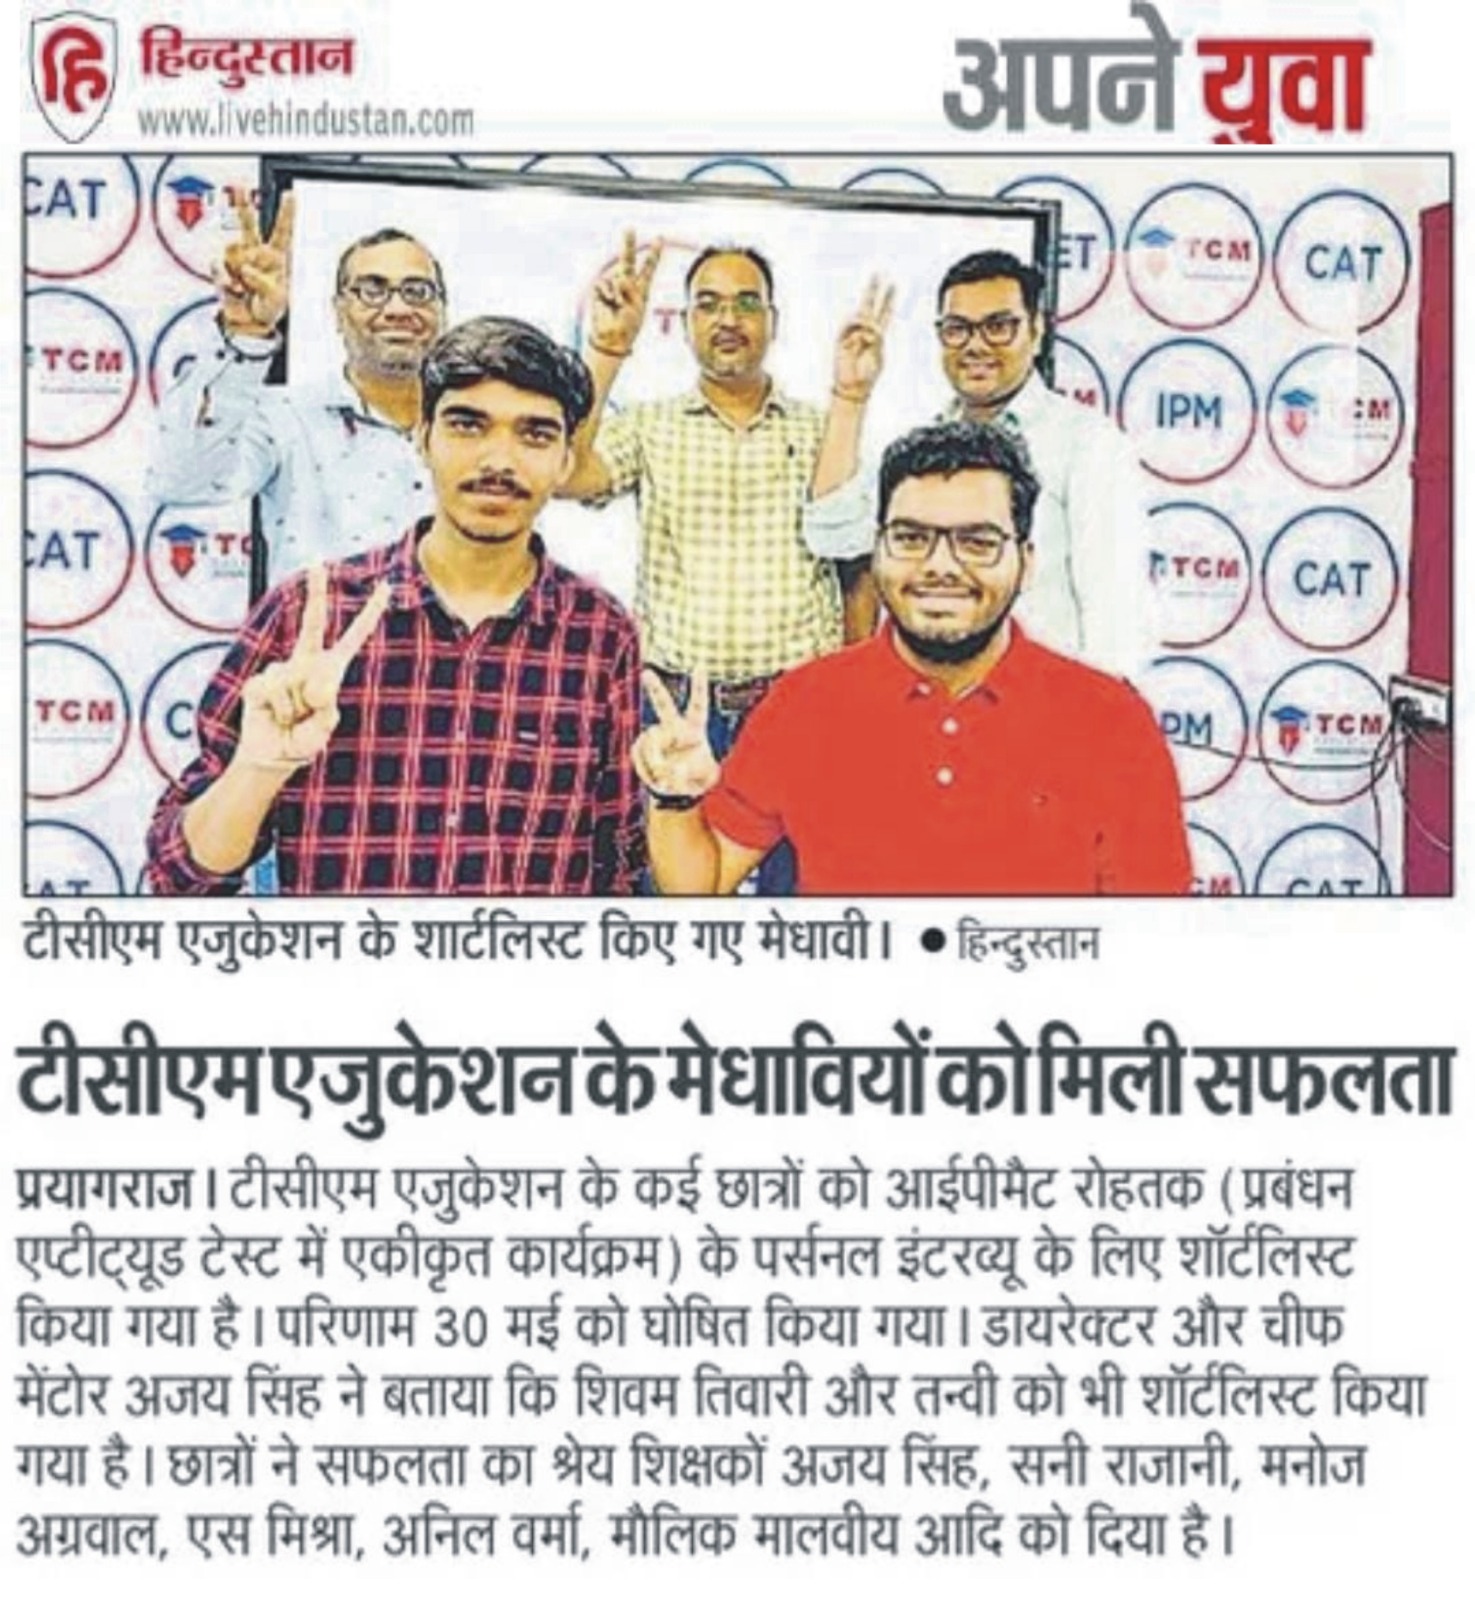 हि हिन्दुस्तान
www.livehindustan.com
अपने युवा
CAT
TCM
CAT
TCM
IPM
TCM
CAT
TCM
CAT
TCM
TCM
CAT
टीसीएम एजुकेशन के शार्टलिस्ट किए गए मेधावी। ● हिन्दुस्तान
टीसीएम एजुकेशन के मेधावियों को मिली सफलता
प्रयागराज। टीसीएम एजुकेशन के कई छात्रों को आईपीमैट रोहतक (प्रबंधन
एप्टीट्यूड टेस्ट में एकीकृत कार्यक्रम) के पर्सनल इंटरव्यू के लिए शॉर्टलिस्ट
किया गया है। परिणाम 30 मई को घोषित किया गया। डायरेक्टर और चीफ
मेंटोर अजय सिंह ने बताया कि शिवम तिवारी और तन्वी को भी शॉर्टलिस्ट किया
गया है। छात्रों ने सफलता का श्रेय शिक्षकों अजय सिंह, सनी राजानी, मनोज
अग्रवाल, एस मिश्रा, अनिल वर्मा, मौलिक मालवीय आदि को दिया है।